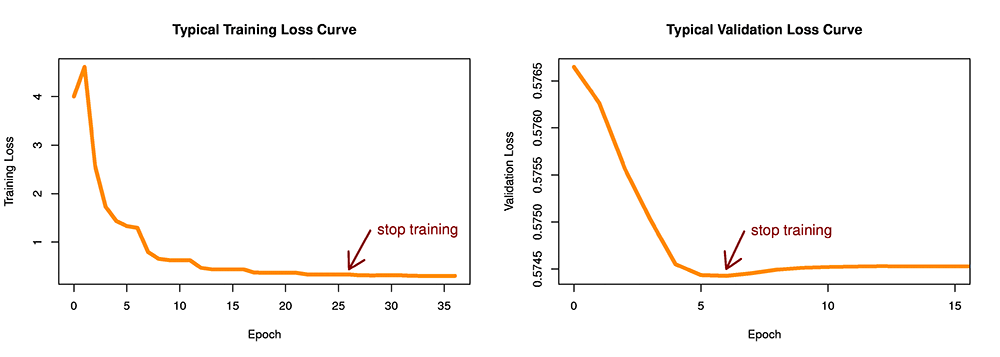 Typical Training Loss Curve
Training Loss
4
3
2
1
stop training
0 5 10 15 20 25 30 35
Epoch
Typical Validation Loss Curve
Validation Loss
0.5765
0.5760
0.5755
0.5750
0.5745
stop training
0 5 10 15
Epoch